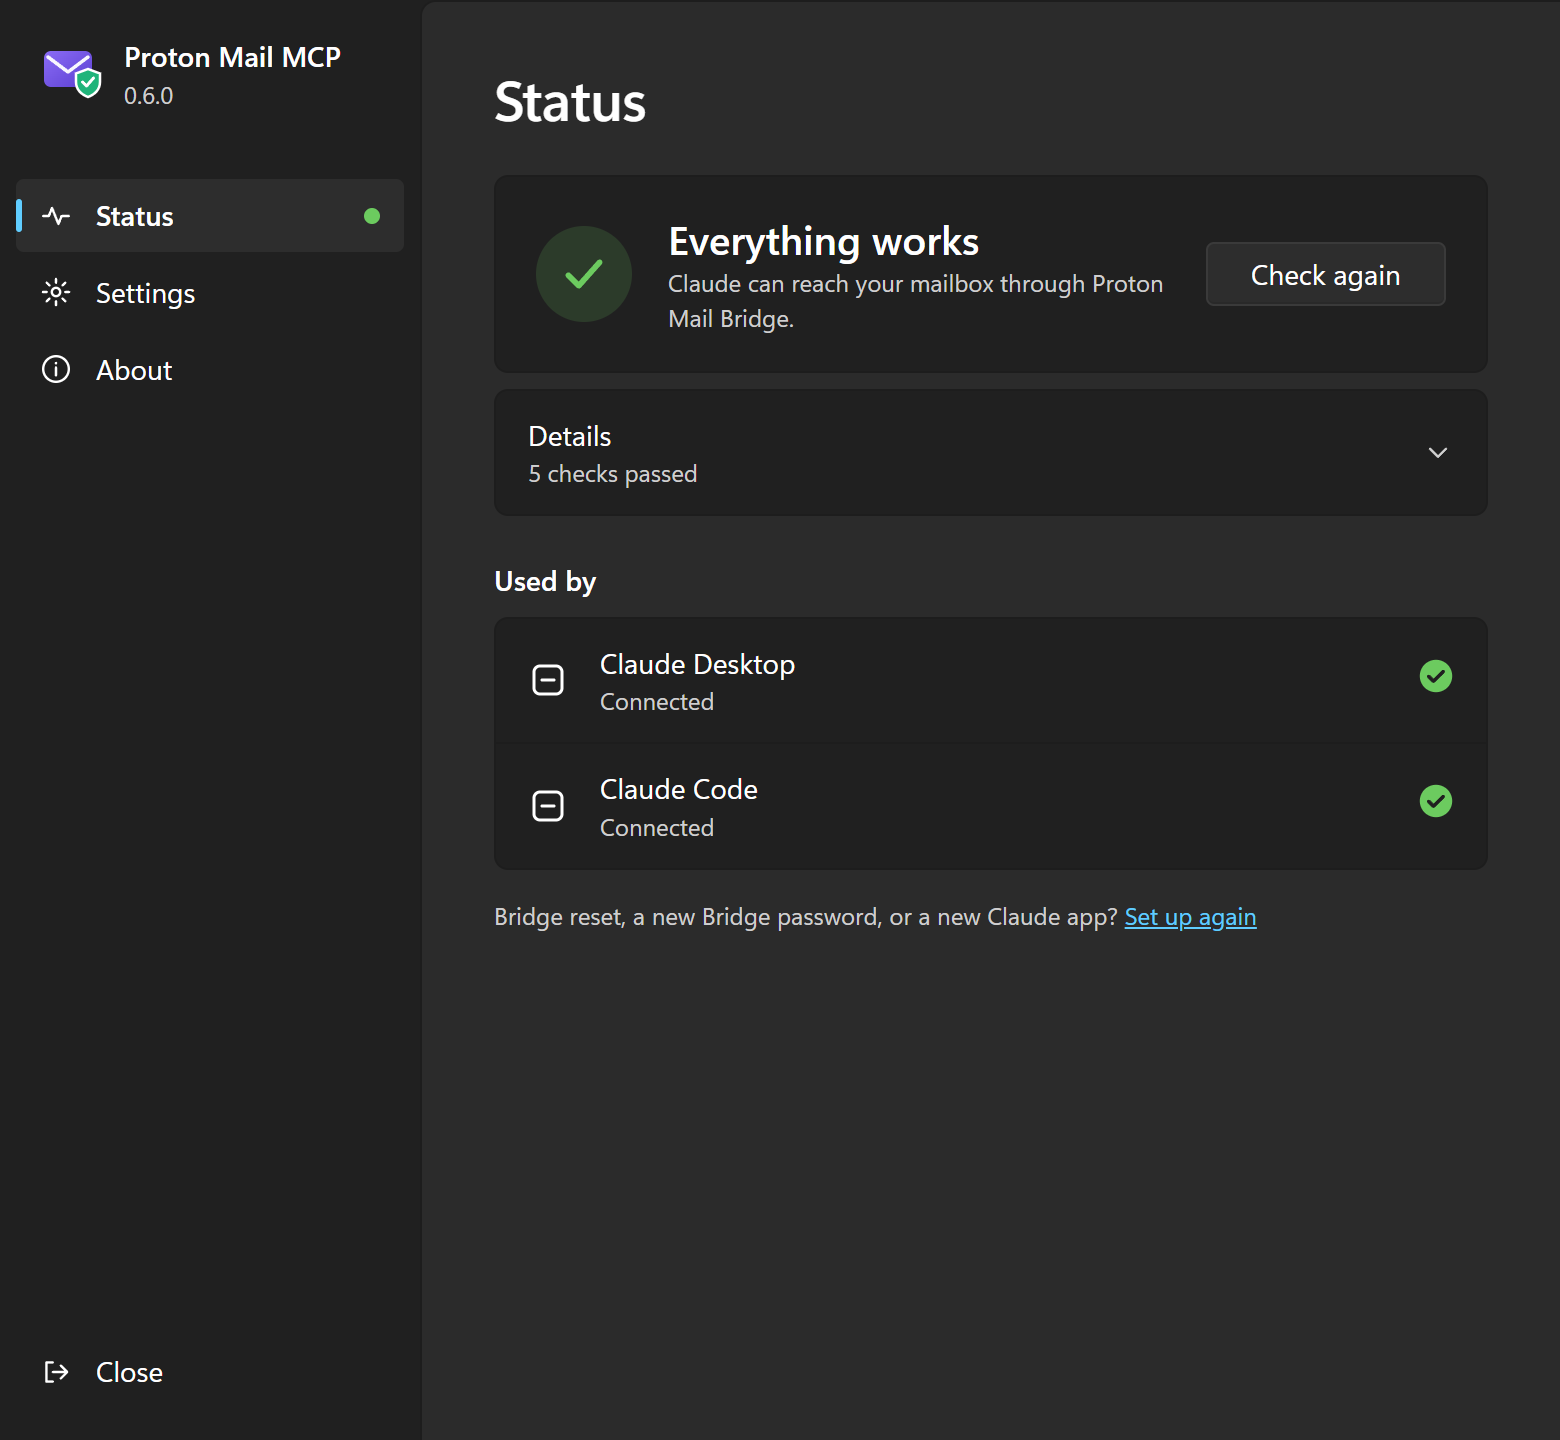 Proton Mail MCP
0.6.0
Status
Settings
About
Close
Status
Everything works
Claude can reach your mailbox through Proton
Mail Bridge.
Check again
Details
5 checks passed
Used by
Claude Desktop
Connected
Claude Code
Connected
Bridge reset, a new Bridge password, or a new Claude app? Set up again